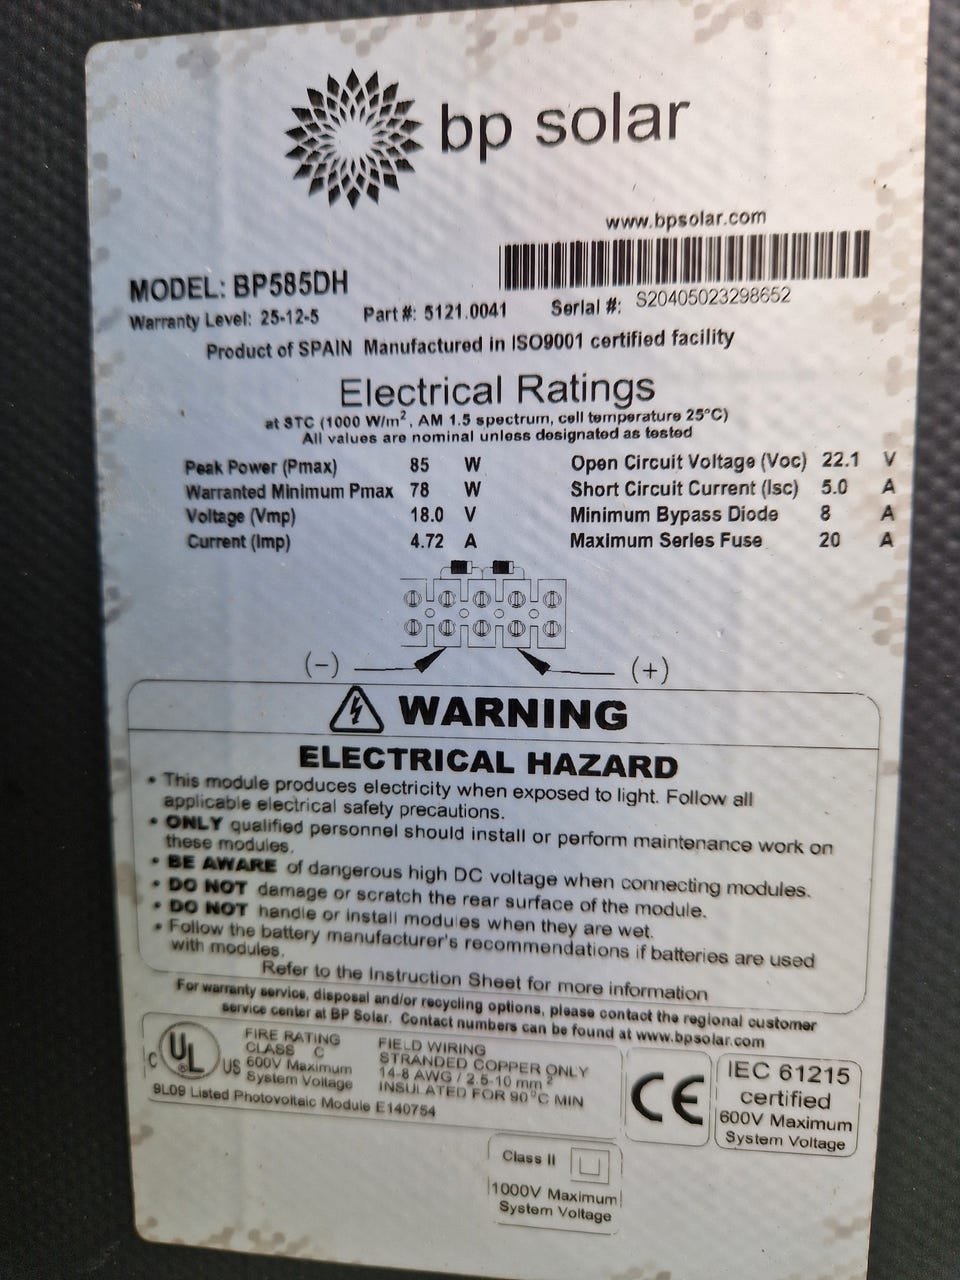 bp solar
www.bpsolar.com
MODEL: BP585DH
Warranty Level: 25-12-5 Part #: 5121.0041 Serial #: S20405023298652
Product of SPAIN Manufactured in ISO9001 certified facility
Electrical Ratings
at STC (1000 W/m², AM 1.5 spectrum, cell temperature 25°C)
All values are nominal unless designated as tested
Peak Power (Pmax) 85 W Open Circuit Voltage (Voc) 22.1 V
Warranted Minimum Pmax 78 W Short Circuit Current (Isc) 5.0 A
Voltage (Vmp) 18.0 V Minimum Bypass Diode 8 A
Current (Imp) 4.72 A Maximum Series Fuse 20 A
(-) (+)
WARNING
ELECTRICAL HAZARD
• This module produces electricity when exposed to light. Follow all
applicable electrical safety precautions.
• ONLY qualified personnel should install or perform maintenance work on
these modules.
• BE AWARE of dangerous high DC voltage when connecting modules.
• DO NOT damage or scratch the rear surface of the module.
• DO NOT handle or install modules when they are wet.
• Follow the battery manufacturer's recommendations if batteries are used
with modules.
Refer to the Instruction Sheet for more information
For warranty service, disposal and/or recycling options, please contact the regional customer
service center at BP Solar. Contact numbers can be found at www.bpsolar.com
C UL US
®
FIRE RATING
CLASS C
600V Maximum
System Voltage
FIELD WIRING
STRANDED COPPER ONLY
14-8 AWG / 2.5-10 mm²
INSULATED FOR 90°C MIN
9L09 Listed Photovoltaic Module E140754
CE
IEC 61215
certified
600V Maximum
System Voltage
Class II
1000V Maximum
System Voltage